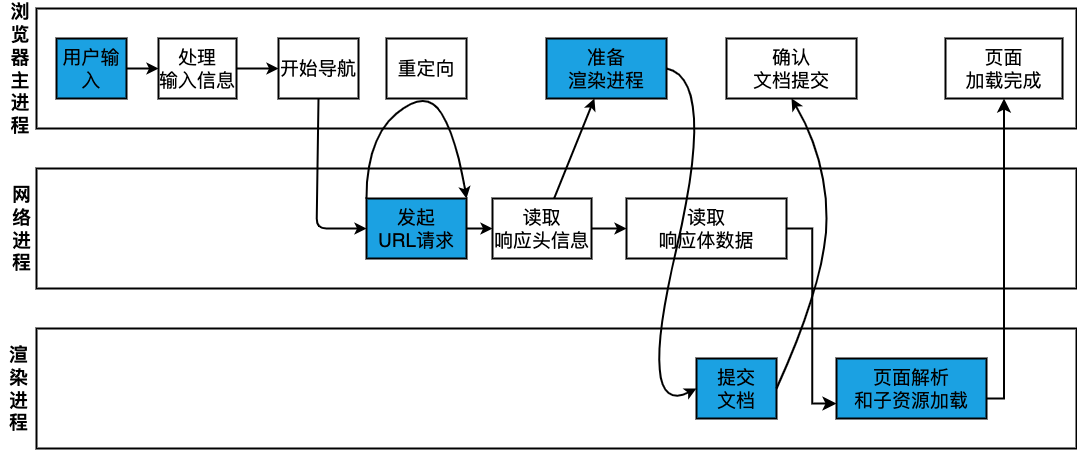 浏览器主进程
用户输
入
处理
输入信息
开始导航
重定向
准备
渲染进程
确认
文档提交
页面
加载完成
网络进程
发起
URL请求
读取
响应头信息
读取
响应体数据
渲染进程
提交
文档
页面解析
和子资源加载